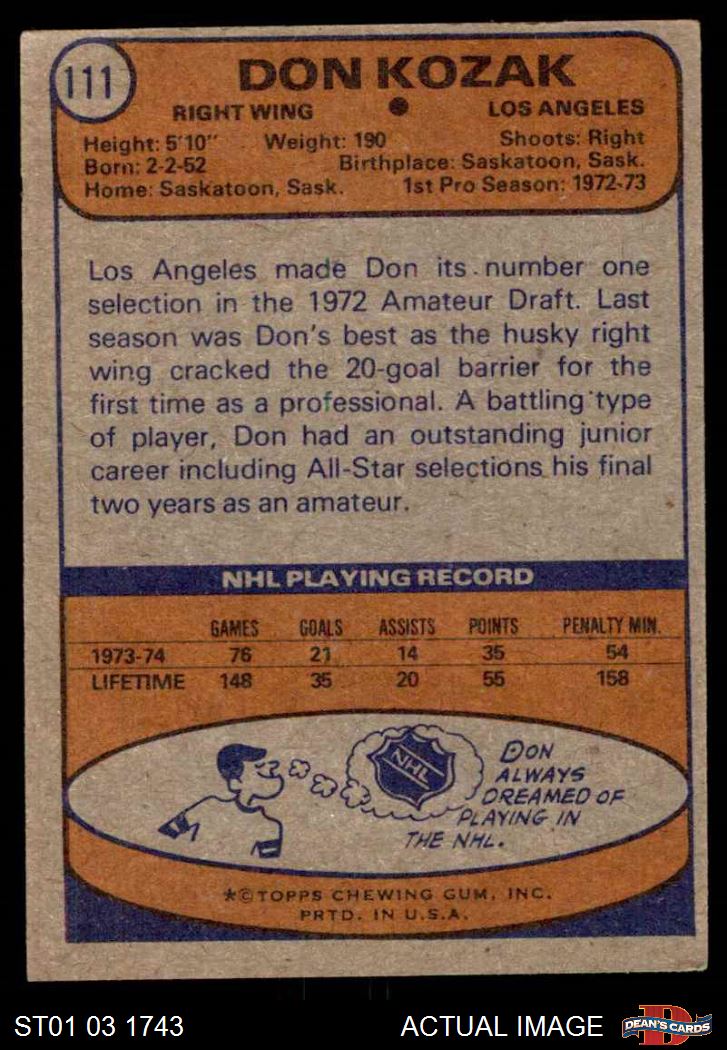 111
DON KOZAK
RIGHT WING • LOS ANGELES
Height: 5'10" Weight: 190 Shoots: Right
Born: 2-2-52 Birthplace: Saskatoon, Sask.
Home: Saskatoon, Sask. 1st Pro Season: 1972-73
Los Angeles made Don its number one
selection in the 1972 Amateur Draft. Last
season was Don's best as the husky right
wing cracked the 20-goal barrier for the
first time as a professional. A battling type
of player, Don had an outstanding junior
career including All-Star selections his final
two years as an amateur.
NHL PLAYING RECORD
GAMES GOALS ASSISTS POINTS PENALTY MIN.
1973-74 76 21 14 35 54
LIFETIME 148 35 20 55 158
NHL
DON
ALWAYS
DREAMED OF
PLAYING IN
THE NHL.
*©TOPPS CHEWING GUM, INC.
PRTD. IN U.S.A.
ST01 03 1743 ACTUAL IMAGE
D
DEAN'S CARDS